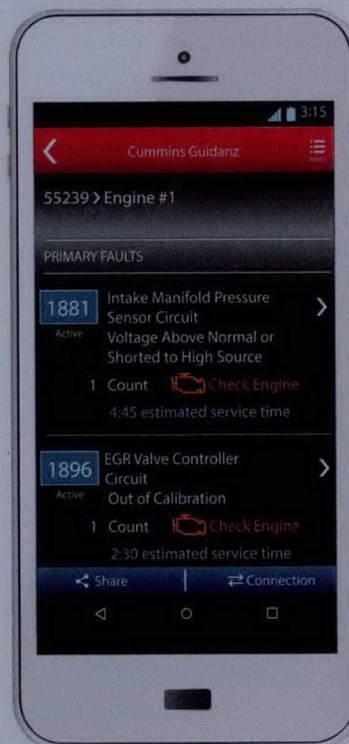 3:15
Cummins Guidanz
Menu
55239 > Engine #1
PRIMARY FAULTS
1881
Active
Intake Manifold Pressure
Sensor Circuit
Voltage Above Normal or
Shorted to High Source
1 Count Check Engine
4:45 estimated service time
1896
Active
EGR Valve Controller
Circuit
Out of Calibration
1 Count Check Engine
2:30 estimated service time
Share
Connection